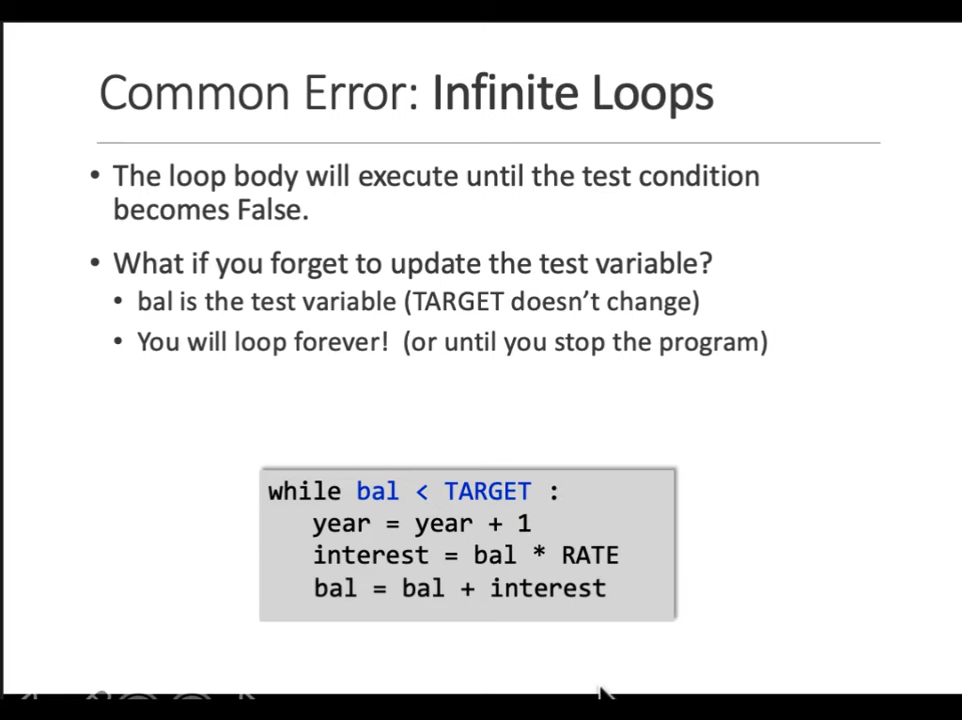 Common Error: Infinite Loops
• The loop body will execute until the test condition
becomes False.
• What if you forget to update the test variable?
• bal is the test variable (TARGET doesn’t change)
• You will loop forever!  (or until you stop the program)
while bal < TARGET :
   year = year + 1
   interest = bal * RATE
   bal = bal + interest